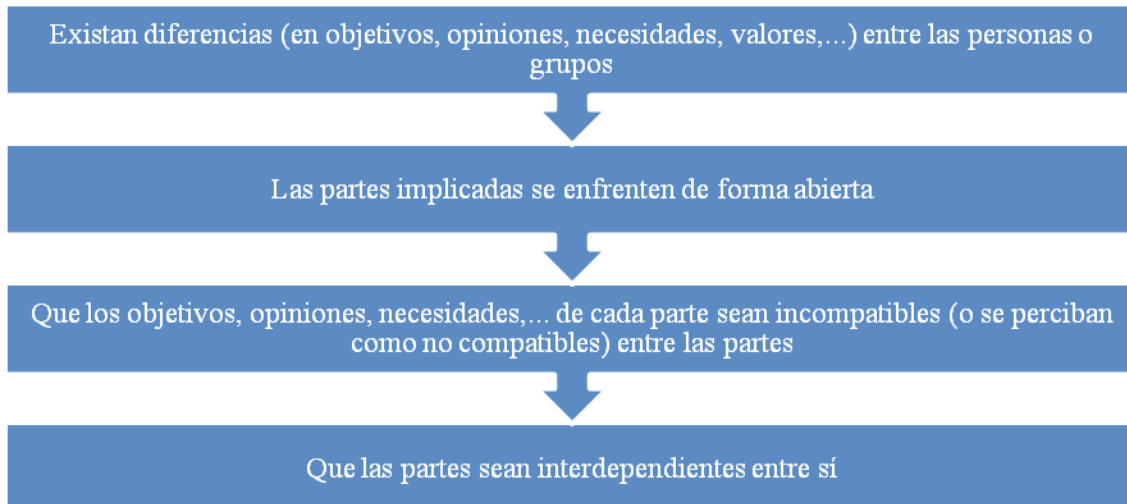 Existan diferencias (en objetivos, opiniones, necesidades, valores,...) entre las personas o
grupos
Las partes implicadas se enfrenten de forma abierta
Que los objetivos, opiniones, necesidades,... de cada parte sean incompatibles (o se perciban
como no compatibles) entre las partes
Que las partes sean interdependientes entre sí